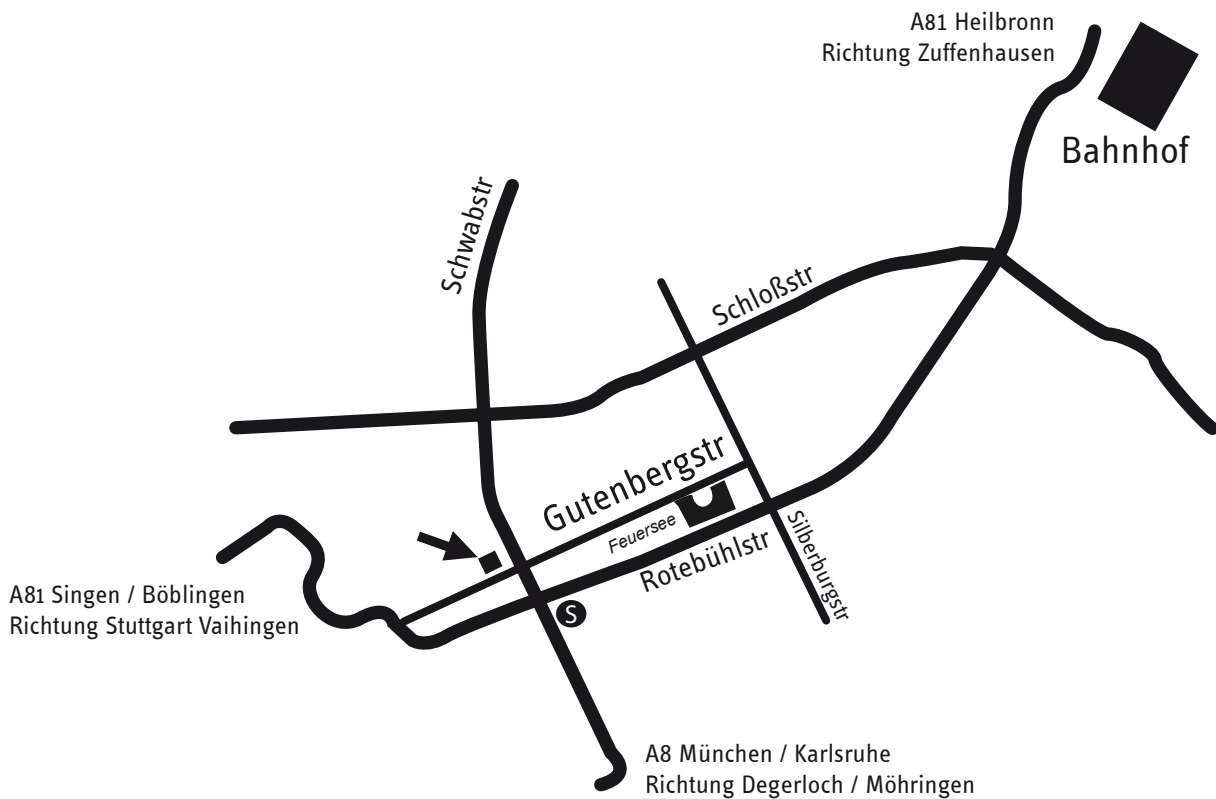 A81 Heilbronn
Richtung Zuffenhausen
Bahnhof
Schwabstr
Schloßstr
Gutenbergstr
Feuersee
Rotebühlstr
Silberburgstr
A81 Singen / Böblingen
Richtung Stuttgart Vaihingen
S
A8 München / Karlsruhe
Richtung Degerloch / Möhringen